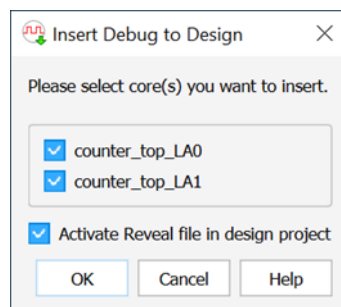 Insert Debug to Design
Please select core(s) you want to insert.
counter_top_LA0
counter_top_LA1
Activate Reveal file in design project
OK Cancel Help